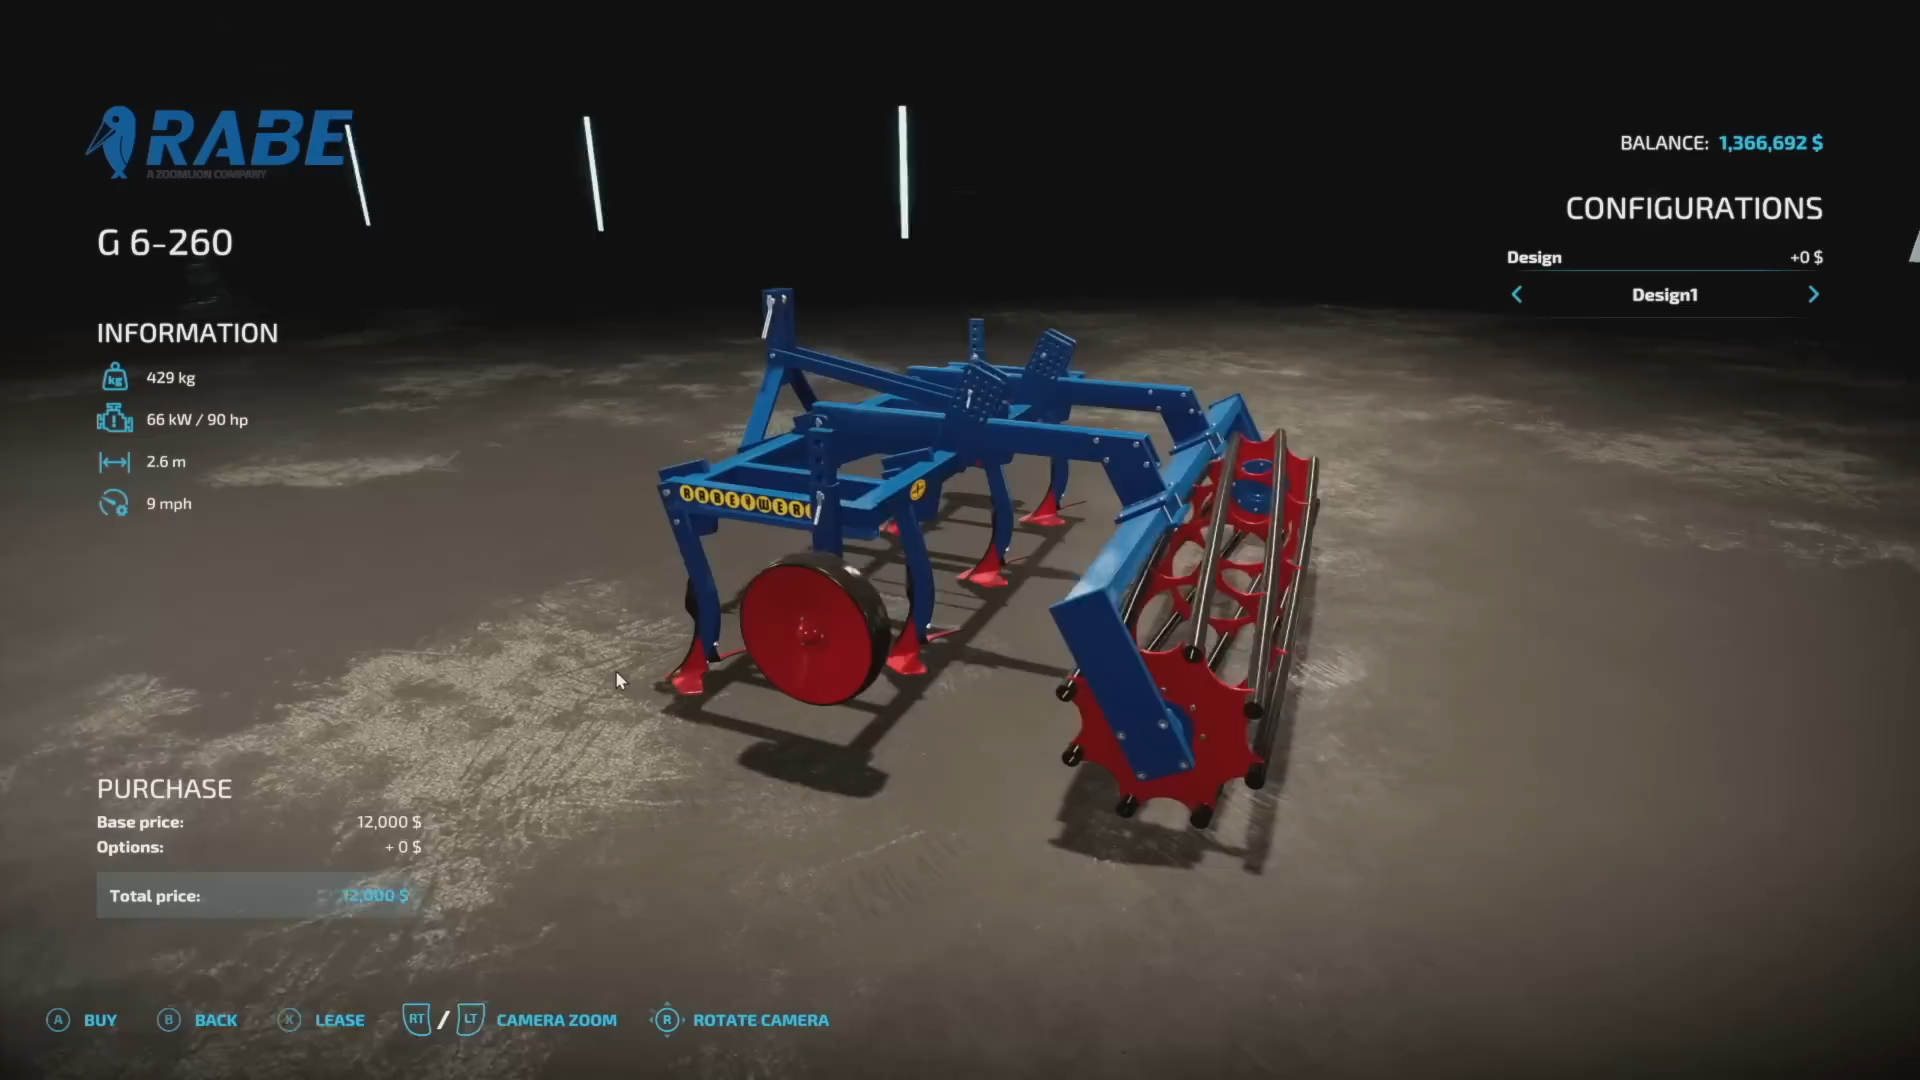 RABE
A ZOOMLION COMPANY
G 6-260
INFORMATION
kg
429 kg
66 kW / 90 hp
2.6 m
9 mph
BALANCE: 1,366,692 $
CONFIGURATIONS
Design +0 $
Design1
RABEWER
PURCHASE
Base price: 12,000 $
Options: + 0 $
Total price: 12,000 $
A BUY B BACK X LEASE RT / LT CAMERA ZOOM R ROTATE CAMERA